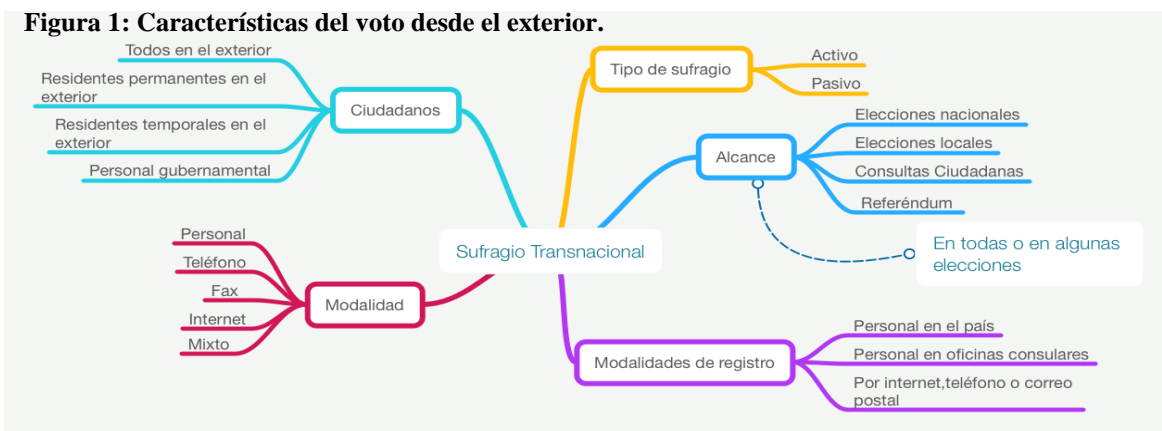 Figura 1: Características del voto desde el exterior.
Todos en el exterior
Residentes permanentes en el
exterior
Residentes temporales en el
exterior
Personal gubernamental
Ciudadanos
Personal
Teléfono
Fax
Internet
Mixto
Modalidad
Sufragio Transnacional
Tipo de sufragio
Activo
Pasivo
Alcance
Elecciones nacionales
Elecciones locales
Consultas Ciudadanas
Referéndum
En todas o en algunas
elecciones
Modalidades de registro
Personal en el país
Personal en oficinas consulares
Por internet,teléfono o correo
postal